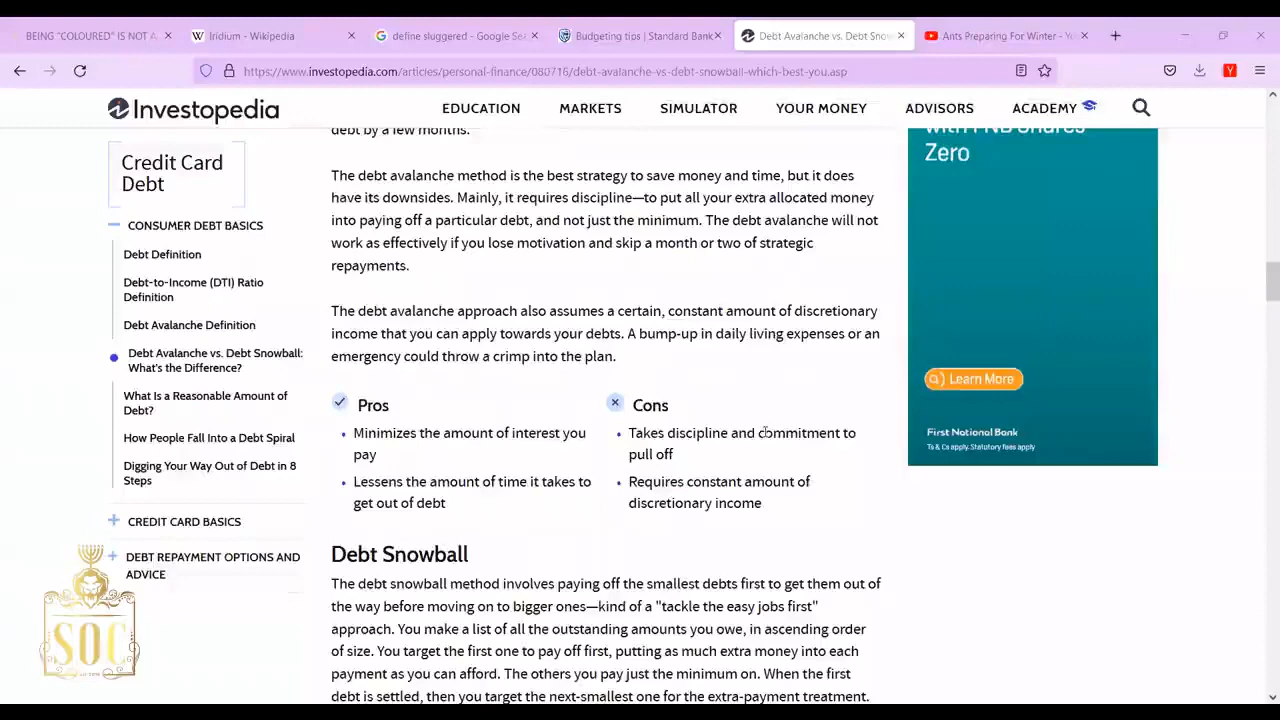 BEING "COLOURED" IS NOT A
Iridium - Wikipedia
define sluggered - Google Sea
Budgeting tips | Standard Bank
Debt Avalanche vs. Debt Snow
Ants Preparing For Winter - Yo
https://www.investopedia.com/articles/personal-finance/080716/debt-avalanche-vs-debt-snowball-which-best-you.asp
Investopedia
EDUCATION MARKETS SIMULATOR YOUR MONEY ADVISORS ACADEMY
Credit Card
Debt
CONSUMER DEBT BASICS
Debt Definition
Debt-to-Income (DTI) Ratio
Definition
Debt Avalanche Definition
Debt Avalanche vs. Debt Snowball:
What's the Difference?
What Is a Reasonable Amount of
Debt?
How People Fall Into a Debt Spiral
Digging Your Way Out of Debt in 8
Steps
CREDIT CARD BASICS
DEBT REPAYMENT OPTIONS AND
ADVICE
SOC
debt by a few months.
The debt avalanche method is the best strategy to save money and time, but it does
have its downsides. Mainly, it requires discipline—to put all your extra allocated money
into paying off a particular debt, and not just the minimum. The debt avalanche will not
work as effectively if you lose motivation and skip a month or two of strategic
repayments.
The debt avalanche approach also assumes a certain, constant amount of discretionary
income that you can apply towards your debts. A bump-up in daily living expenses or an
emergency could throw a crimp into the plan.
Pros
Minimizes the amount of interest you
pay
Lessens the amount of time it takes to
get out of debt
Cons
Takes discipline and commitment to
pull off
Requires constant amount of
discretionary income
Debt Snowball
The debt snowball method involves paying off the smallest debts first to get them out of
the way before moving on to bigger ones—kind of a "tackle the easy jobs first"
approach. You make a list of all the outstanding amounts you owe, in ascending order
of size. You target the first one to pay off first, putting as much extra money into each
payment as you can afford. The others you pay just the minimum on. When the first
debt is settled, then you target the next-smallest one for the extra-payment treatment.
with FNB Shares
Zero
Learn More
First National Bank
Ts & Cs apply. Statutory fees apply